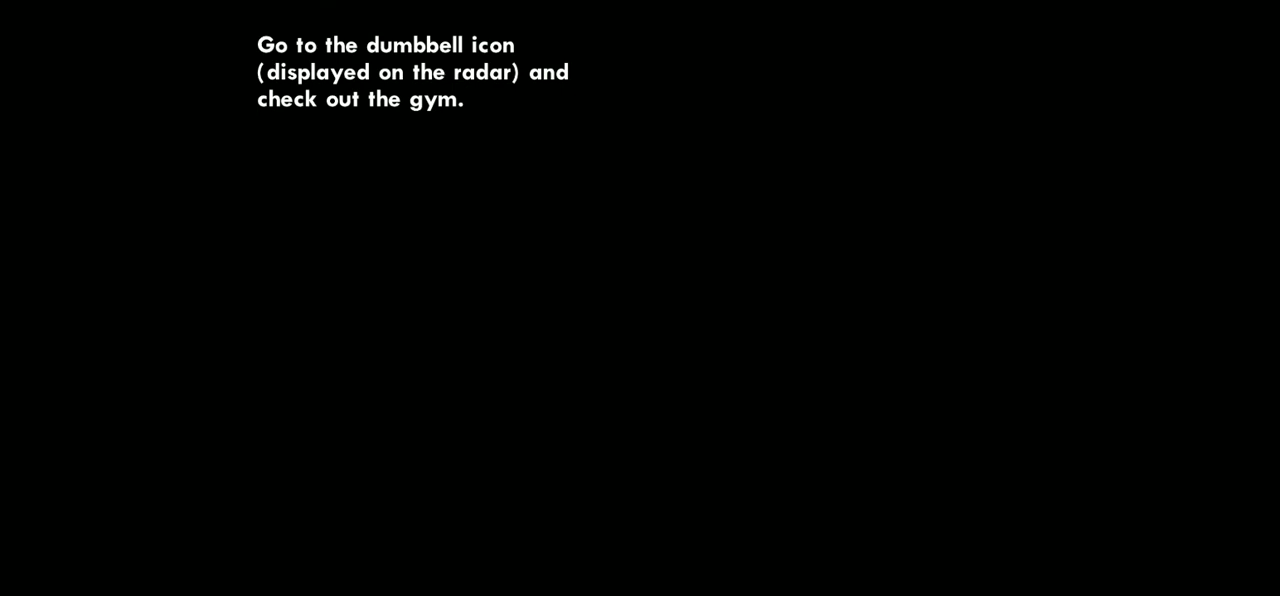 Go to the dumbbell icon
(displayed on the radar) and
check out the gym.